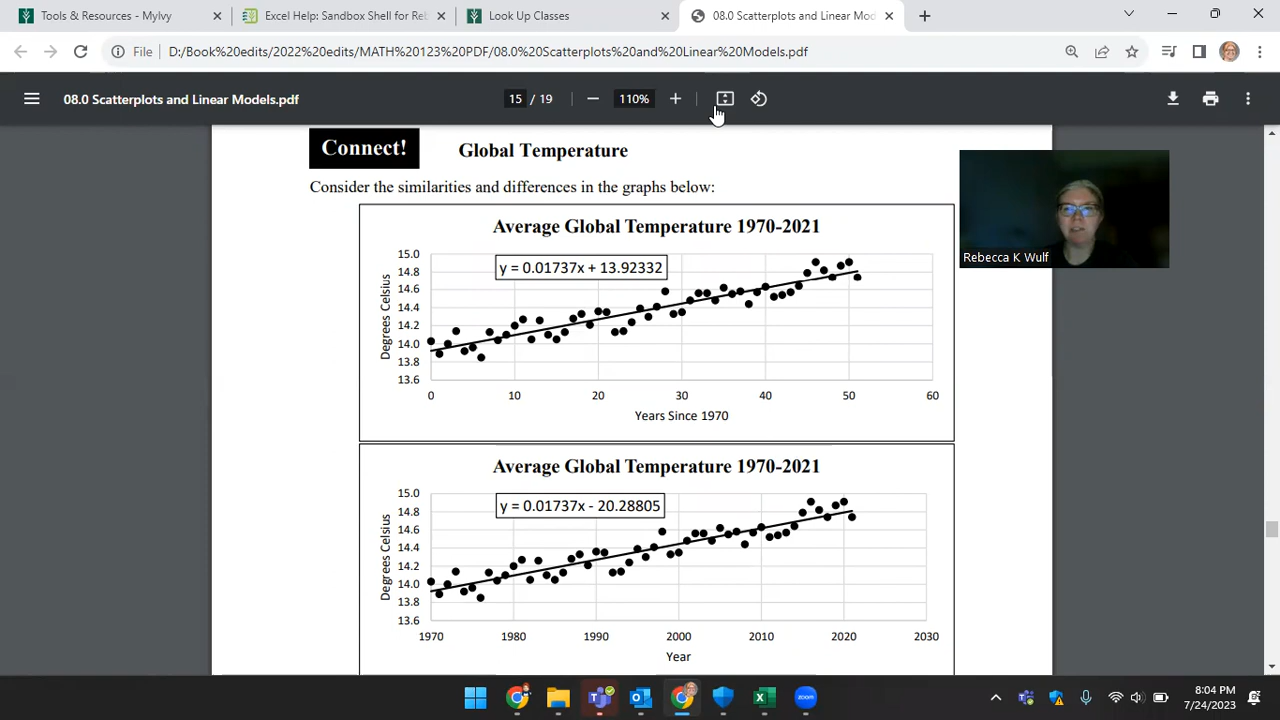 Tools & Resources - Mylvy
Excel Help: Sandbox Shell for Reb
Look Up Classes
08.0 Scatterplots and Linear Mod
File
D:/Book%20edits/2022%20edits/MATH%20123%20PDF/08.0%20Scatterplots%20and%20Linear%20Models.pdf
08.0 Scatterplots and Linear Models.pdf
15 / 19
110%
Connect!
Global Temperature
Consider the similarities and differences in the graphs below:
Rebecca K Wulf
Average Global Temperature 1970-2021
y = 0.01737x + 13.92332
Degrees Celsius
15.0
14.8
14.6
14.4
14.2
14.0
13.8
13.6
0 10 20 30 40 50 60
Years Since 1970
Average Global Temperature 1970-2021
y = 0.01737x - 20.28805
Degrees Celsius
15.0
14.8
14.6
14.4
14.2
14.0
13.8
13.6
1970 1980 1990 2000 2010 2020 2030
Year
8:04 PM
7/24/2023